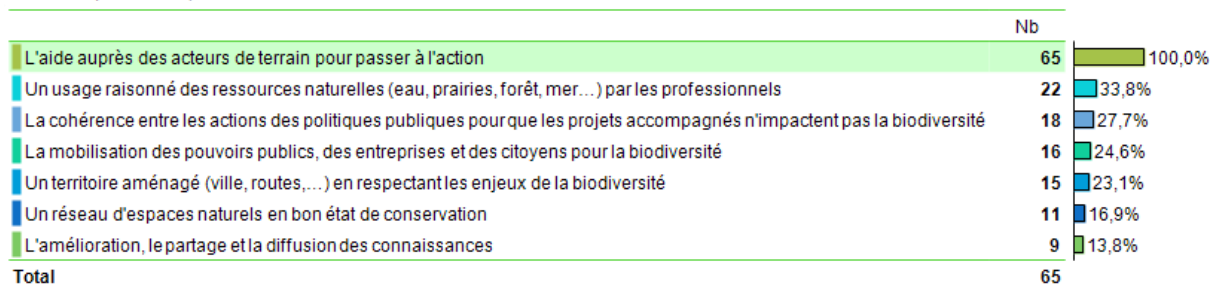 Nb
L'aide auprès des acteurs de terrain pour passer à l'action 65 100,0%
Un usage raisonné des ressources naturelles (eau, prairies, forêt, mer…) par les professionnels 22 33,8%
La cohérence entre les actions des politiques publiques pour que les projets accompagnés n'impactent pas la biodiversité 18 27,7%
La mobilisation des pouvoirs publics, des entreprises et des citoyens pour la biodiversité 16 24,6%
Un territoire aménagé (ville, routes,…) en respectant les enjeux de la biodiversité 15 23,1%
Un réseau d'espaces naturels en bon état de conservation 11 16,9%
L'amélioration, le partage et la diffusion des connaissances 9 13,8%
Total 65